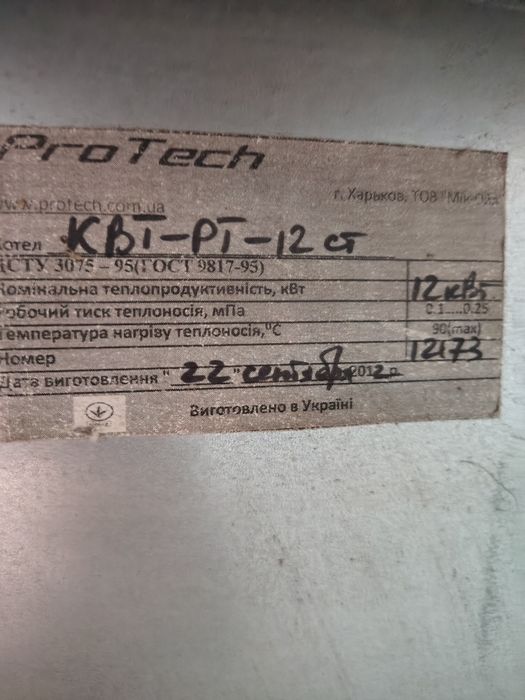 ProTech
www.protech.com.ua
г. Харьков, ТОВ
Котел КВТ-РТ-12 ст
ДСТУ 3075 – 95(ГОСТ 9817-95)
Номінальна теплопродуктивність, кВт 12 кВт
Робочий тиск теплоносія, мПа 0.1.....0.25
Температура нагріву теплоносія,°С 90(max)
Номер 12173
Дата виготовлення "22" сентября 2012 р.
Виготовлено в Україні